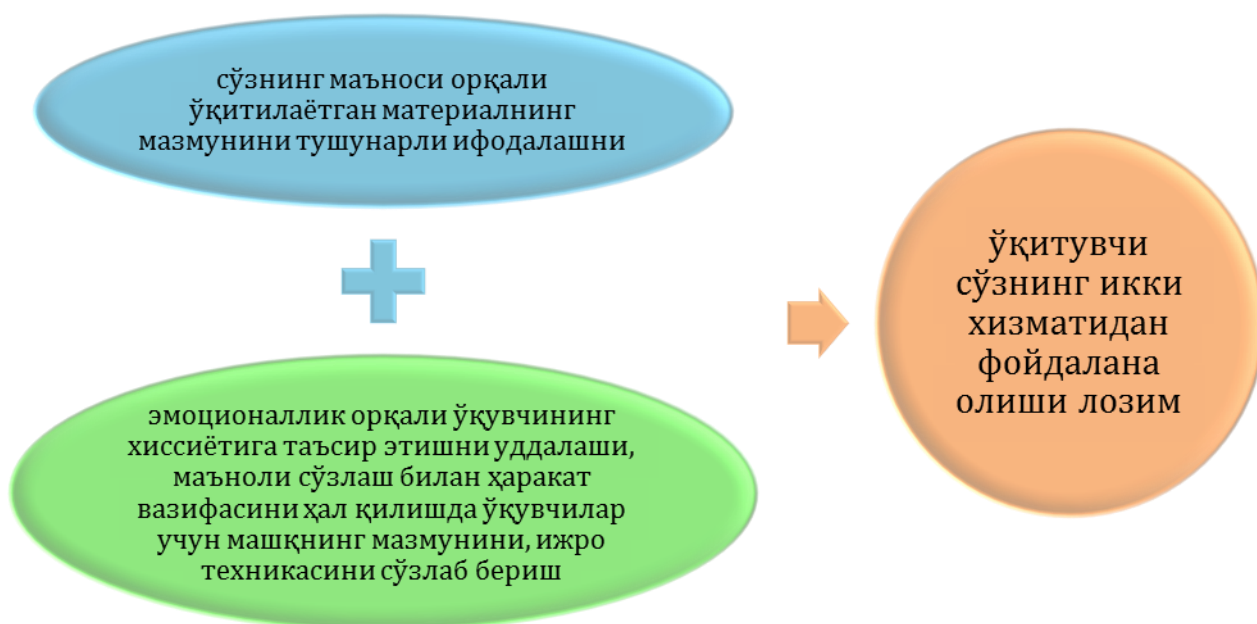 сўзнинг маъноси орқали
ўқитилаётган материалнинг
мазмунини тушунарли ифодалашни
эмоционаллик орқали ўқувчининг
хиссиётига таъсир этишни уддалаши,
маъноли сўзлаш билан ҳаракат
вазифасини ҳал қилишда ўқувчилар
учун машқнинг мазмунини, ижро
техникасини сўзлаб бериш
ўқитувчи
сўзнинг икки
хизматидан
фойдалана
олиши лозим